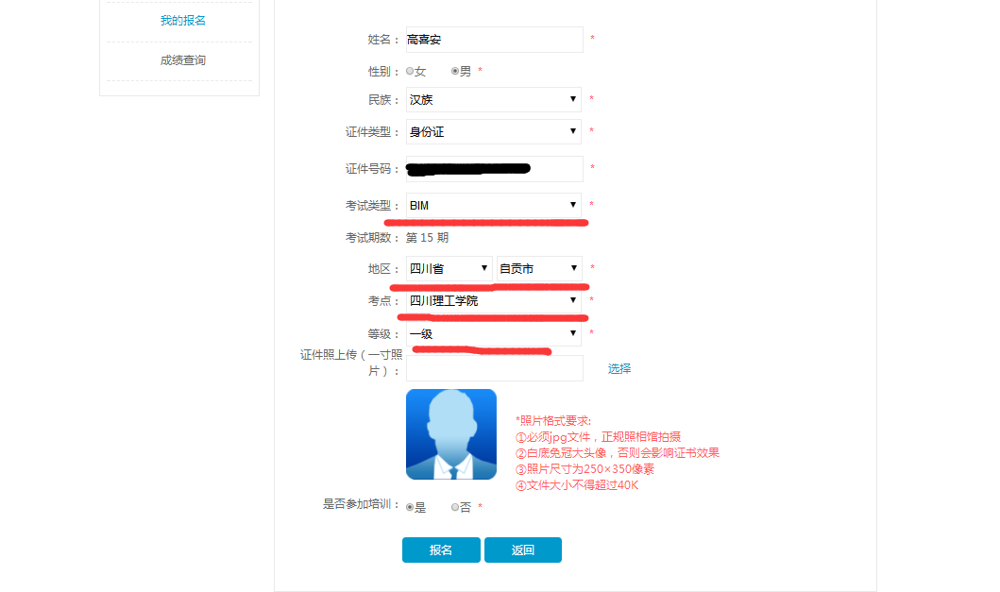 我的报名
成绩查询
姓名： 高喜安 *
性别： 女 男 *
民族： 汉族 *
证件类型： 身份证 *
证件号码： *
考试类型： BIM *
考试期数： 第 15 期
地区： 四川省 自贡市 *
考点： 四川理工学院 *
等级： 一级 *
证件照上传（一寸照
片）： 选择
*照片格式要求:
①必须jpg文件，正规照相馆拍摄
②白底免冠大头像，否则会影响证书效果
③照片尺寸为250×350像素
④文件大小不得超过40K
是否参加培训： 是 否 *
报名 返回